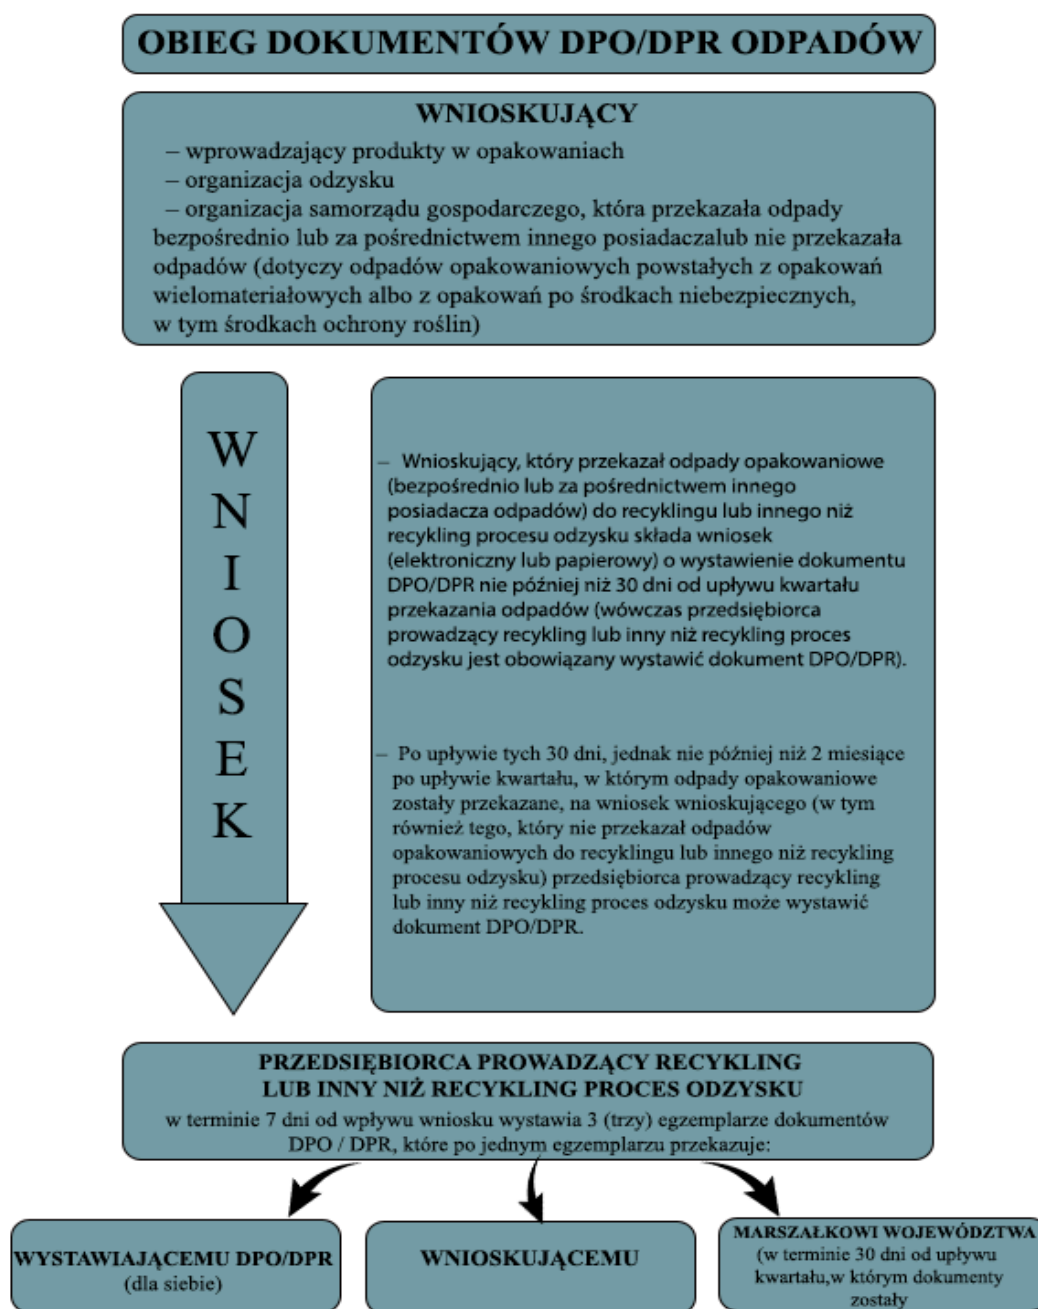 OBIEG DOKUMENTÓW DPO/DPR ODPADÓW
WNIOSKUJĄCY
– wprowadzający produkty w opakowaniach
– organizacja odzysku
– organizacja samorządu gospodarczego, która przekazała odpady
bezpośrednio lub za pośrednictwem innego posiadaczalub nie przekazała
odpadów (dotyczy odpadów opakowaniowych powstałych z opakowań
wielomateriałowych albo z opakowań po środkach niebezpiecznych,
w tym środkach ochrony roślin)
W
N
I
O
S
E
K
– Wnioskujący, który przekazał odpady opakowaniowe
(bezpośrednio lub za pośrednictwem innego
posiadacza odpadów) do recyklingu lub innego niż
recykling procesu odzysku składa wniosek
(elektroniczny lub papierowy) o wystawienie dokumentu
DPO/DPR nie później niż 30 dni od upływu kwartału
przekazania odpadów (wówczas przedsiębiorca
prowadzący recykling lub inny niż recykling proces
odzysku jest obowiązany wystawić dokument DPO/DPR).
– Po upływie tych 30 dni, jednak nie później niż 2 miesiące
po upływie kwartału, w którym odpady opakowaniowe
zostały przekazane, na wniosek wnioskującego (w tym
również tego, który nie przekazał odpadów
opakowaniowych do recyklingu lub innego niż recykling
procesu odzysku) przedsiębiorca prowadzący recykling
lub inny niż recykling proces odzysku może wystawić
dokument DPO/DPR.
PRZEDSIĘBIORCA PROWADZĄCY RECYKLING
LUB INNY NIŻ RECYKLING PROCES ODZYSKU
w terminie 7 dni od wpływu wniosku wystawia 3 (trzy) egzemplarze dokumentów
DPO / DPR, które po jednym egzemplarzu przekazuje:
WYSTAWIAJĄCEMU DPO/DPR
(dla siebie)
WNIOSKUJĄCEMU
MARSZAŁKOWI WOJEWÓDZTWA
(w terminie 30 dni od upływu
kwartału,w którym dokumenty
zostały